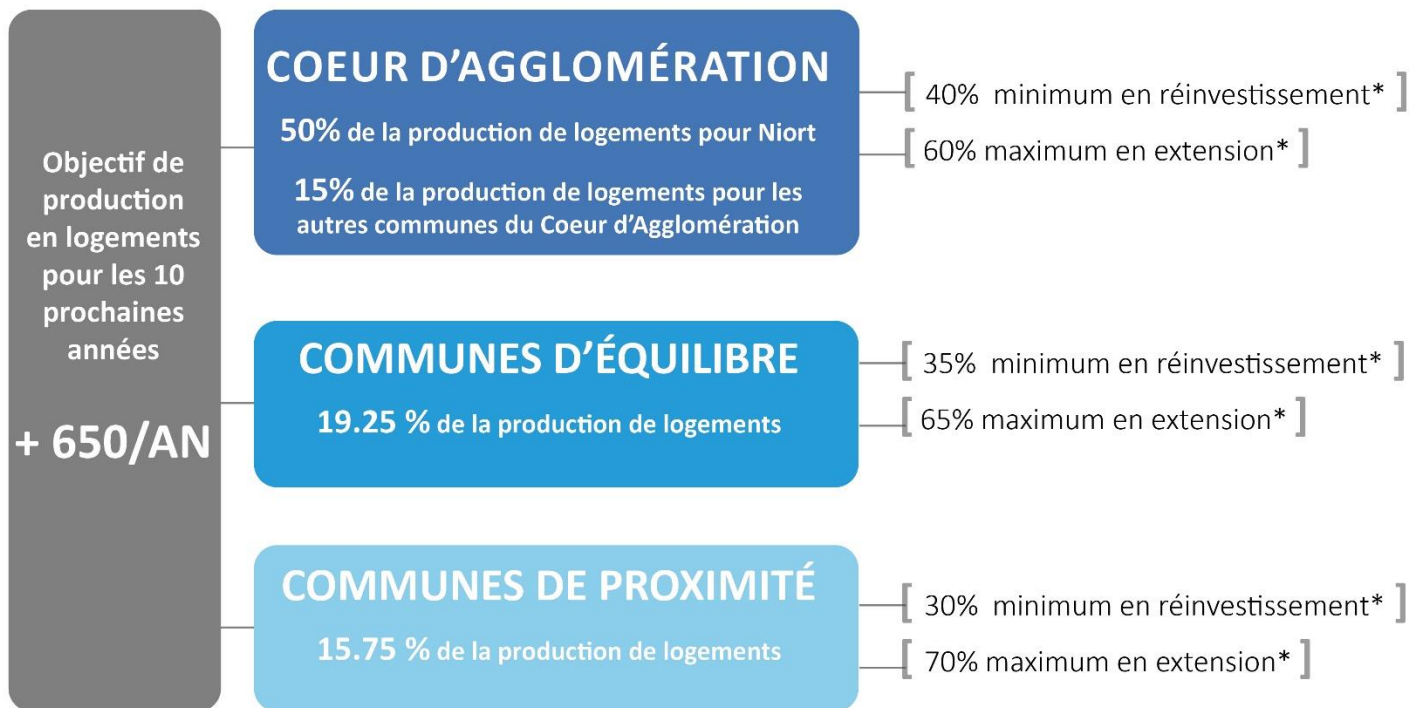 Objectif de
production
en logements
pour les 10
prochaines
années
+ 650/AN
COEUR D'AGGLOMÉRATION
50% de la production de logements pour Niort
15% de la production de logements pour les
autres communes du Coeur d'Agglomération
[ 40% minimum en réinvestissement* ]
[ 60% maximum en extension* ]
COMMUNES D'ÉQUILIBRE
19.25 % de la production de logements
[ 35% minimum en réinvestissement* ]
[ 65% maximum en extension* ]
COMMUNES DE PROXIMITÉ
15.75 % de la production de logements
[ 30% minimum en réinvestissement* ]
[ 70% maximum en extension* ]